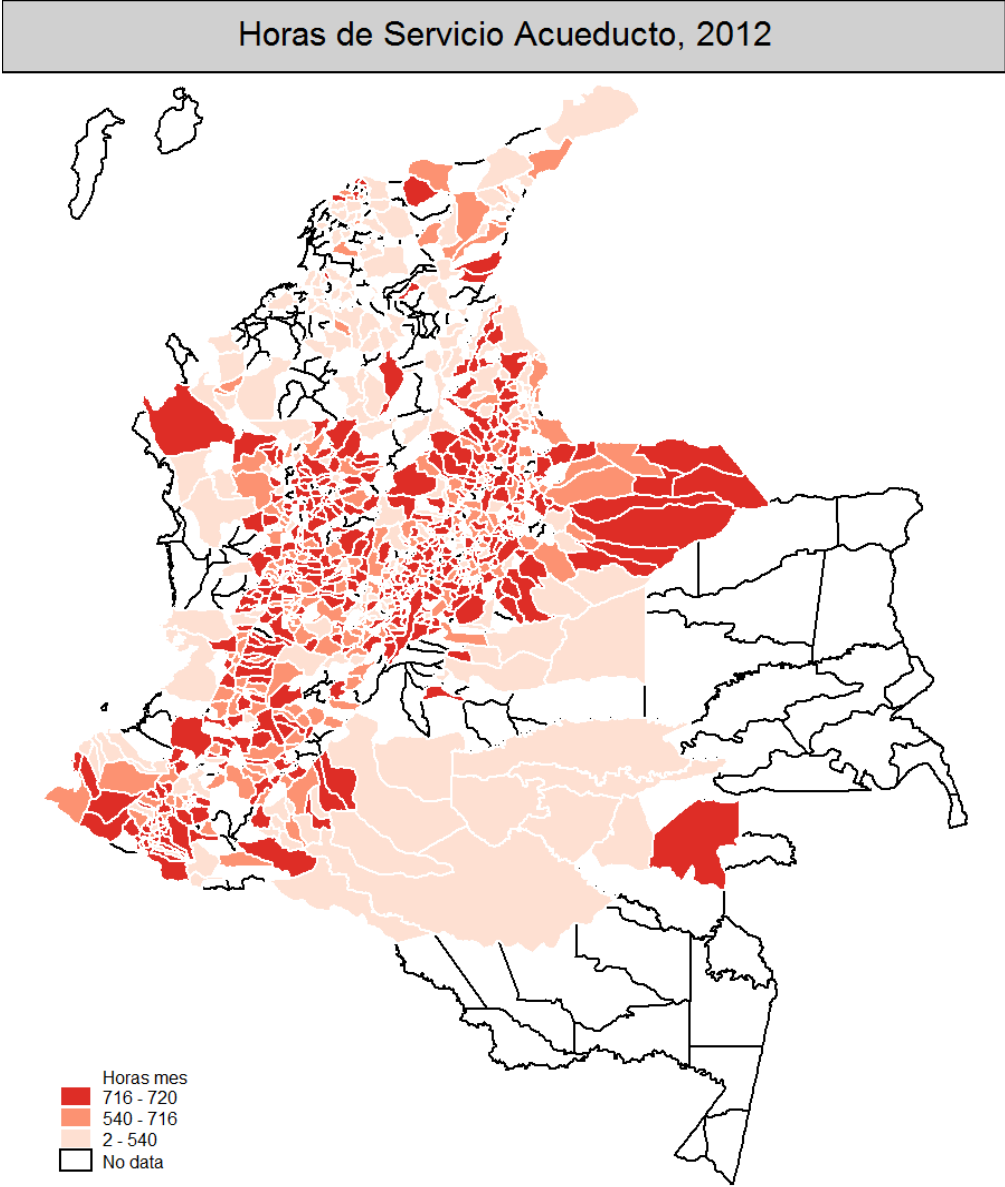 Horas de Servicio Acueducto, 2012
Horas mes
716 - 720
540 - 716
2 - 540
No data